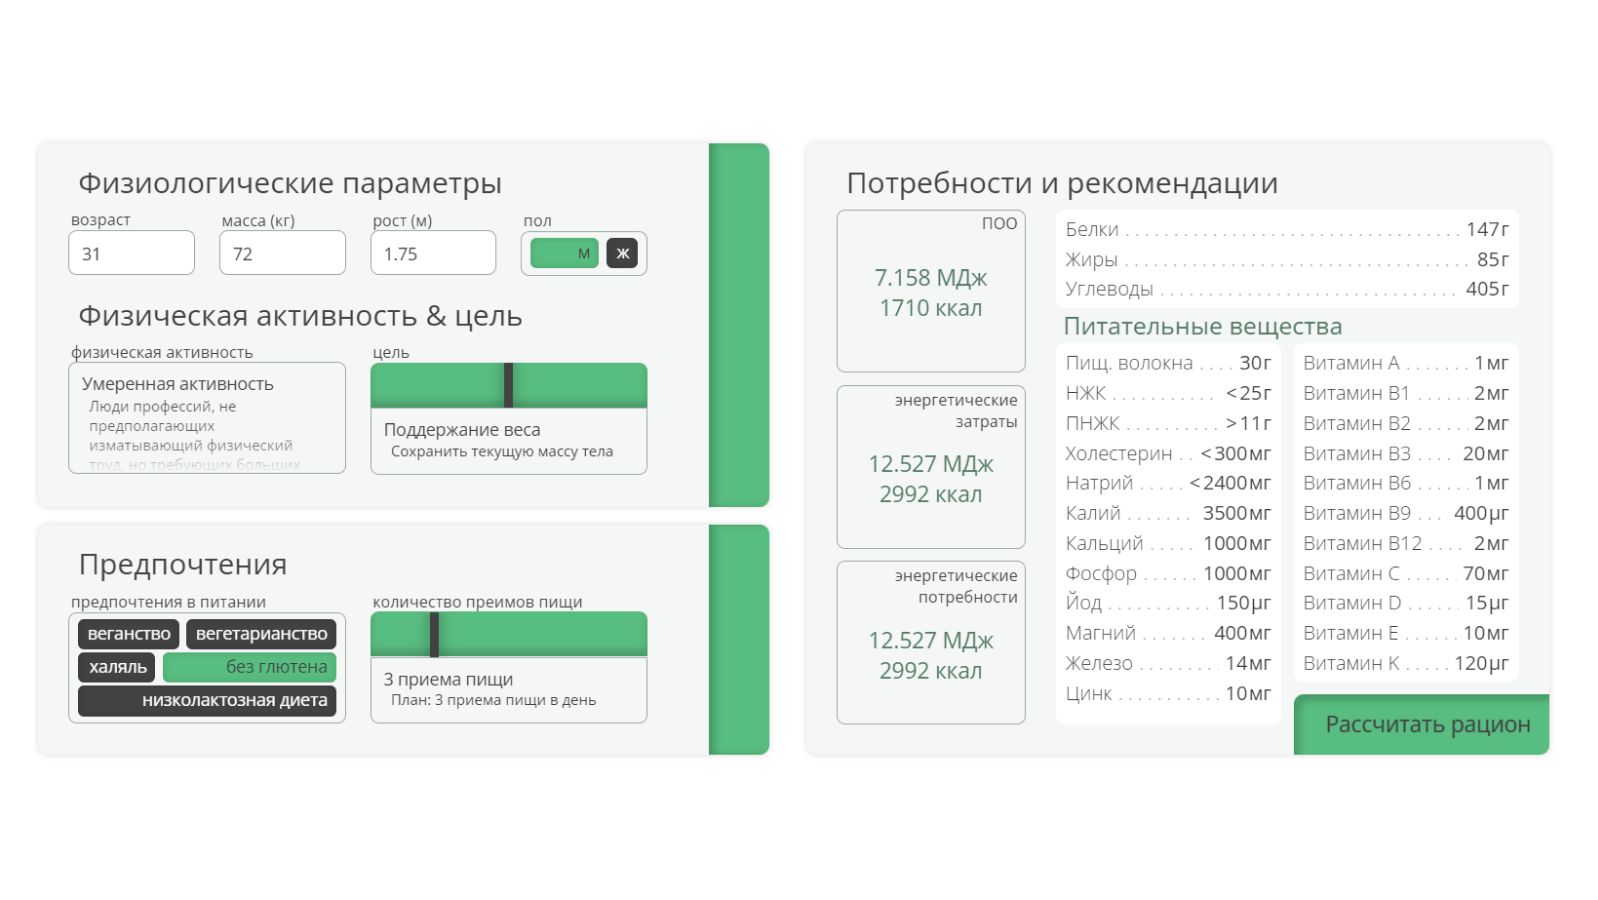 Физиологические параметры
возраст
масса (кг)
рост (м)
пол
31
72
1.75
м
ж
Физическая активность & цель
физическая активность
Умеренная активность
Люди профессий, не
предполагающих
изматывающий физический
труд, но требующих больших
цель
Поддержание веса
Сохранить текущую массу тела
Предпочтения
предпочтения в питании
веганство вегетарианство
халяль без глютена
низколактозная диета
количество преимов пищи
3 приема пищи
План: 3 приема пищи в день
Потребности и рекомендации
ПОО
7.158 МДж
1710 ккал
энергетические
затраты
12.527 МДж
2992 ккал
энергетические
потребности
12.527 МДж
2992 ккал
Белки 147г
Жиры 85г
Углеводы 405г
Питательные вещества
Пищ. волокна 30г
НЖК <25г
ПНЖК >11г
Холестерин <300мг
Натрий <2400мг
Калий 3500мг
Кальций 1000мг
Фосфор 1000мг
Йод 150µг
Магний 400мг
Железо 14мг
Цинк 10мг
Витамин A 1мг
Витамин B1 2мг
Витамин B2 2мг
Витамин B3 20мг
Витамин B6 1мг
Витамин B9 400µг
Витамин B12 2мг
Витамин C 70мг
Витамин D 15µг
Витамин E 10мг
Витамин K 120µг
Рассчитать рацион